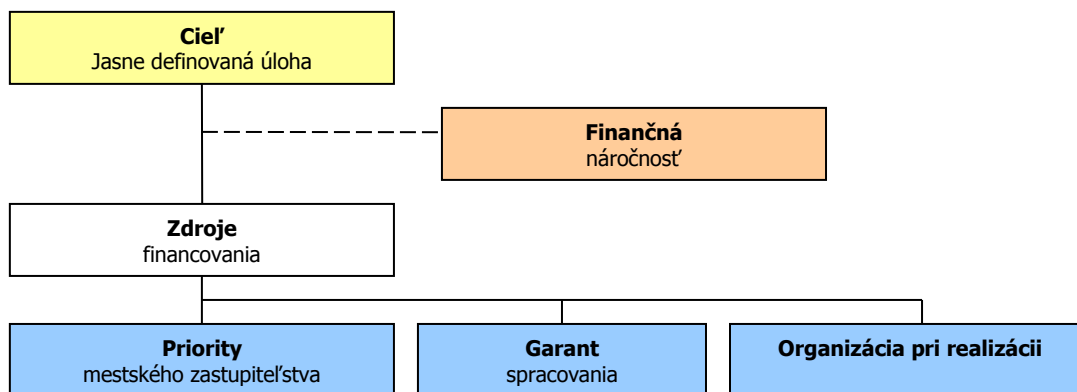 Cieľ
Jasne definovaná úloha
Finančná
náročnosť
Zdroje
financovania
Priority
mestského zastupiteľstva
Garant
spracovania
Organizácia pri realizácii